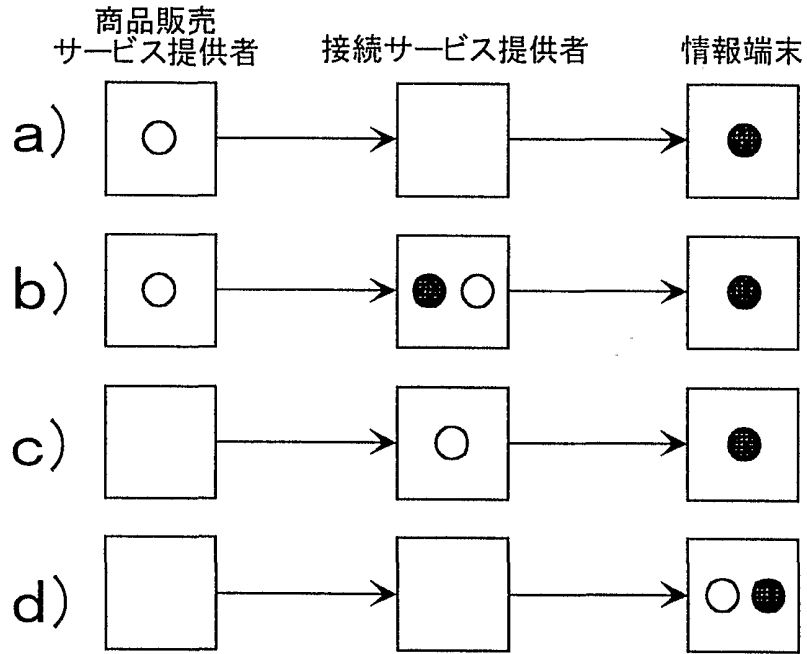 商品販売
サービス提供者
接続サービス提供者
情報端末
a)
b)
c)
d)